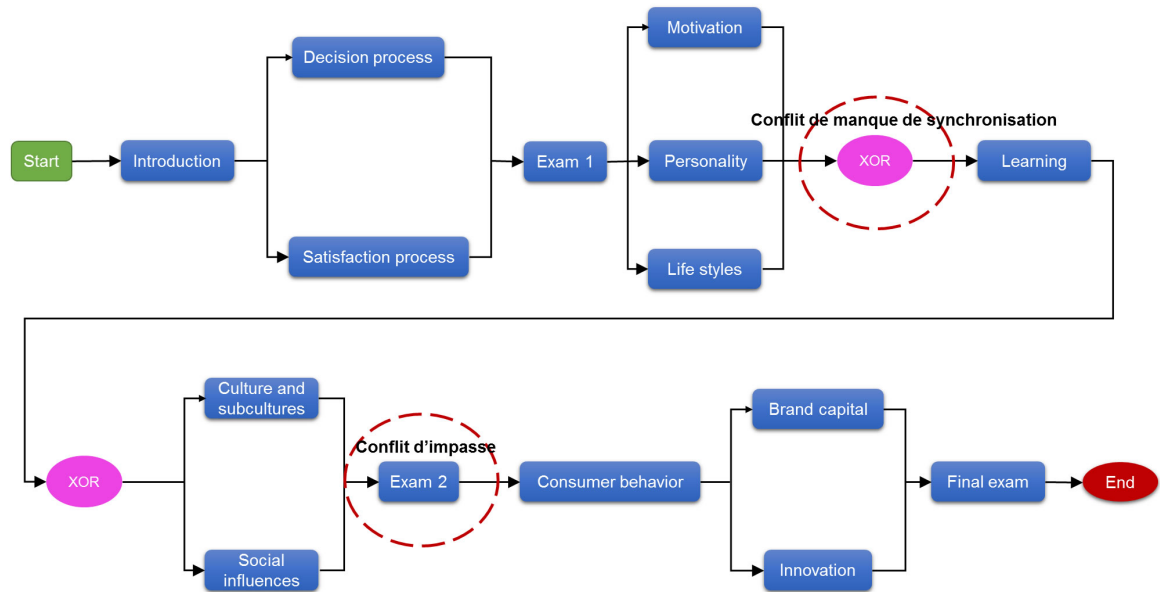 Motivation
Decision process
Conflit de manque de synchronisation
Start
Introduction
Exam 1
Personality
XOR
Learning
Satisfaction process
Life styles
Culture and
subcultures
Brand capital
Conflit d’impasse
XOR
Exam 2
Consumer behavior
Final exam
End
Social
influences
Innovation